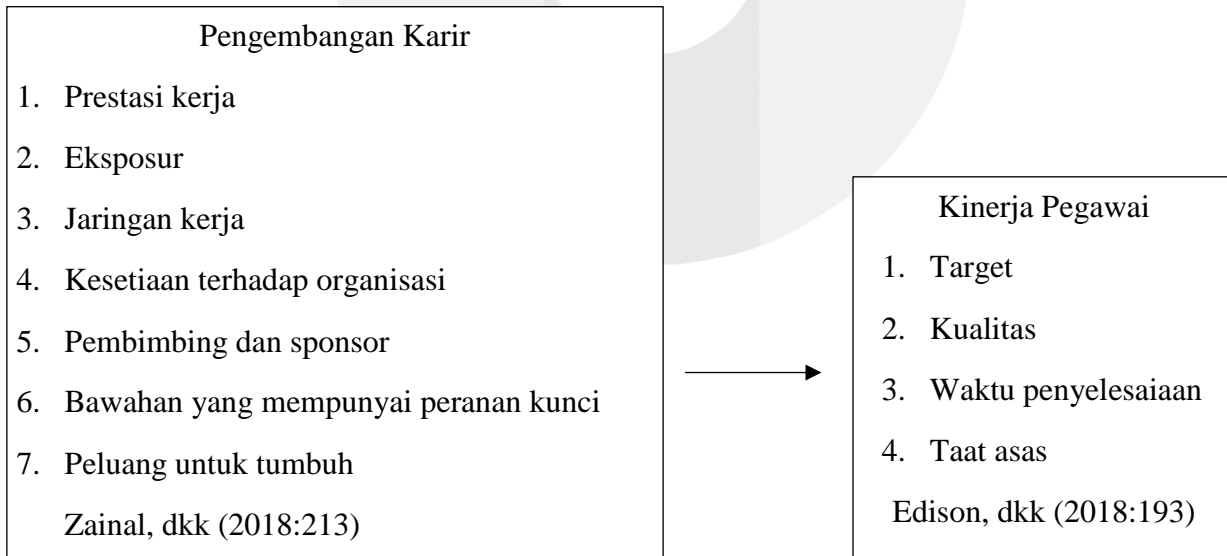 Pengembangan Karir
1. Prestasi kerja
2. Eksposur
3. Jaringan kerja
4. Kesetiaan terhadap organisasi
5. Pembimbing dan sponsor
6. Bawahan yang mempunyai peranan kunci
7. Peluang untuk tumbuh
Zainal, dkk (2018:213)
Kinerja Pegawai
1. Target
2. Kualitas
3. Waktu penyelesaiaan
4. Taat asas
Edison, dkk (2018:193)